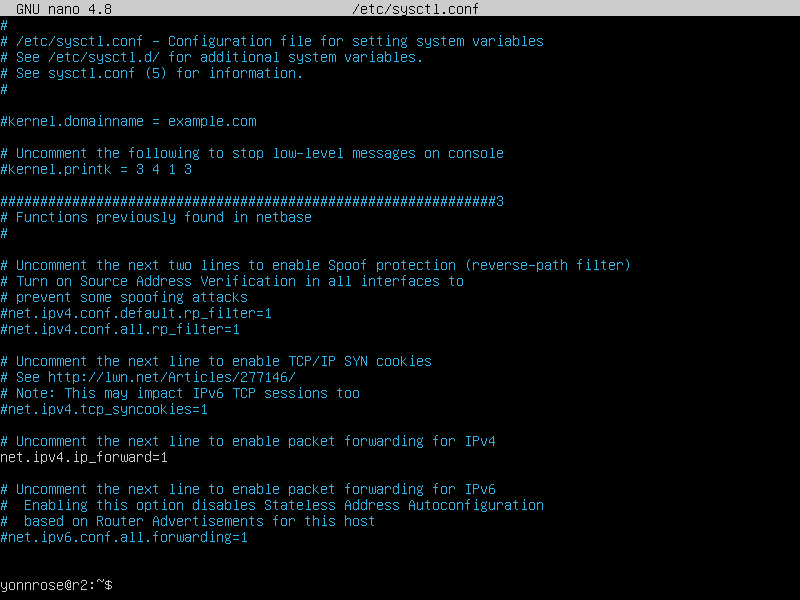 GNU nano 4.8 /etc/sysctl.conf
#
# /etc/sysctl.conf - Configuration file for setting system variables
# See /etc/sysctl.d/ for additional system variables.
# See sysctl.conf (5) for information.
#
#kernel.domainname = example.com
# Uncomment the following to stop low-level messages on console
#kernel.printk = 3 4 1 3
##############################################################3
# Functions previously found in netbase
#
# Uncomment the next two lines to enable Spoof protection (reverse-path filter)
# Turn on Source Address Verification in all interfaces to
# prevent some spoofing attacks
#net.ipv4.conf.default.rp_filter=1
#net.ipv4.conf.all.rp_filter=1
# Uncomment the next line to enable TCP/IP SYN cookies
# See http://lwn.net/Articles/277146/
# Note: This may impact IPv6 TCP sessions too
#net.ipv4.tcp_syncookies=1
# Uncomment the next line to enable packet forwarding for IPv4
net.ipv4.ip_forward=1
# Uncomment the next line to enable packet forwarding for IPv6
#  Enabling this option disables Stateless Address Autoconfiguration
#  based on Router Advertisements for this host
#net.ipv6.conf.all.forwarding=1
yonnrose@r2:~$